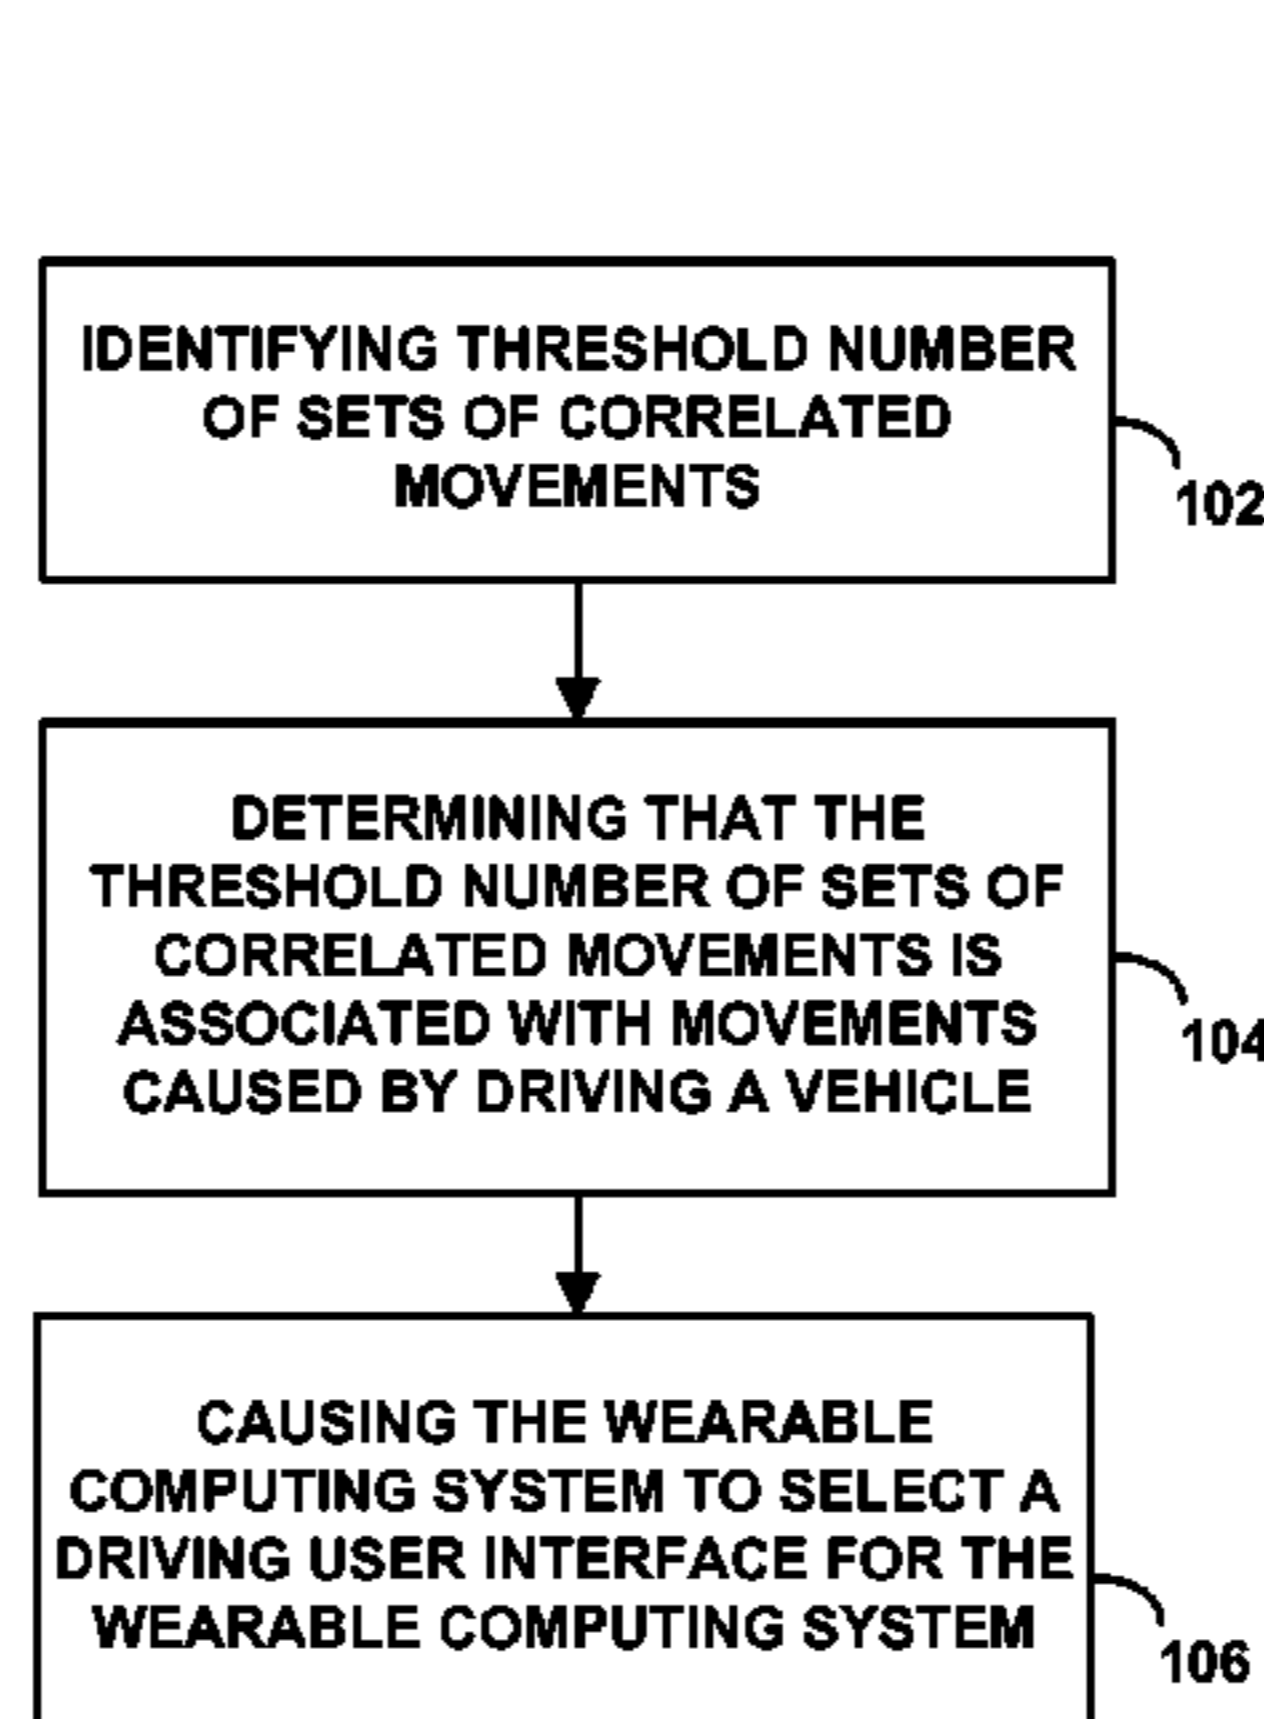 IDENTIFYING THRESHOLD NUMBER
OF SETS OF CORRELATED
MOVEMENTS
102
DETERMINING THAT THE
THRESHOLD NUMBER OF SETS OF
CORRELATED MOVEMENTS IS
ASSOCIATED WITH MOVEMENTS
CAUSED BY DRIVING A VEHICLE
104
CAUSING THE WEARABLE
COMPUTING SYSTEM TO SELECT A
DRIVING USER INTERFACE FOR THE
WEARABLE COMPUTING SYSTEM
106